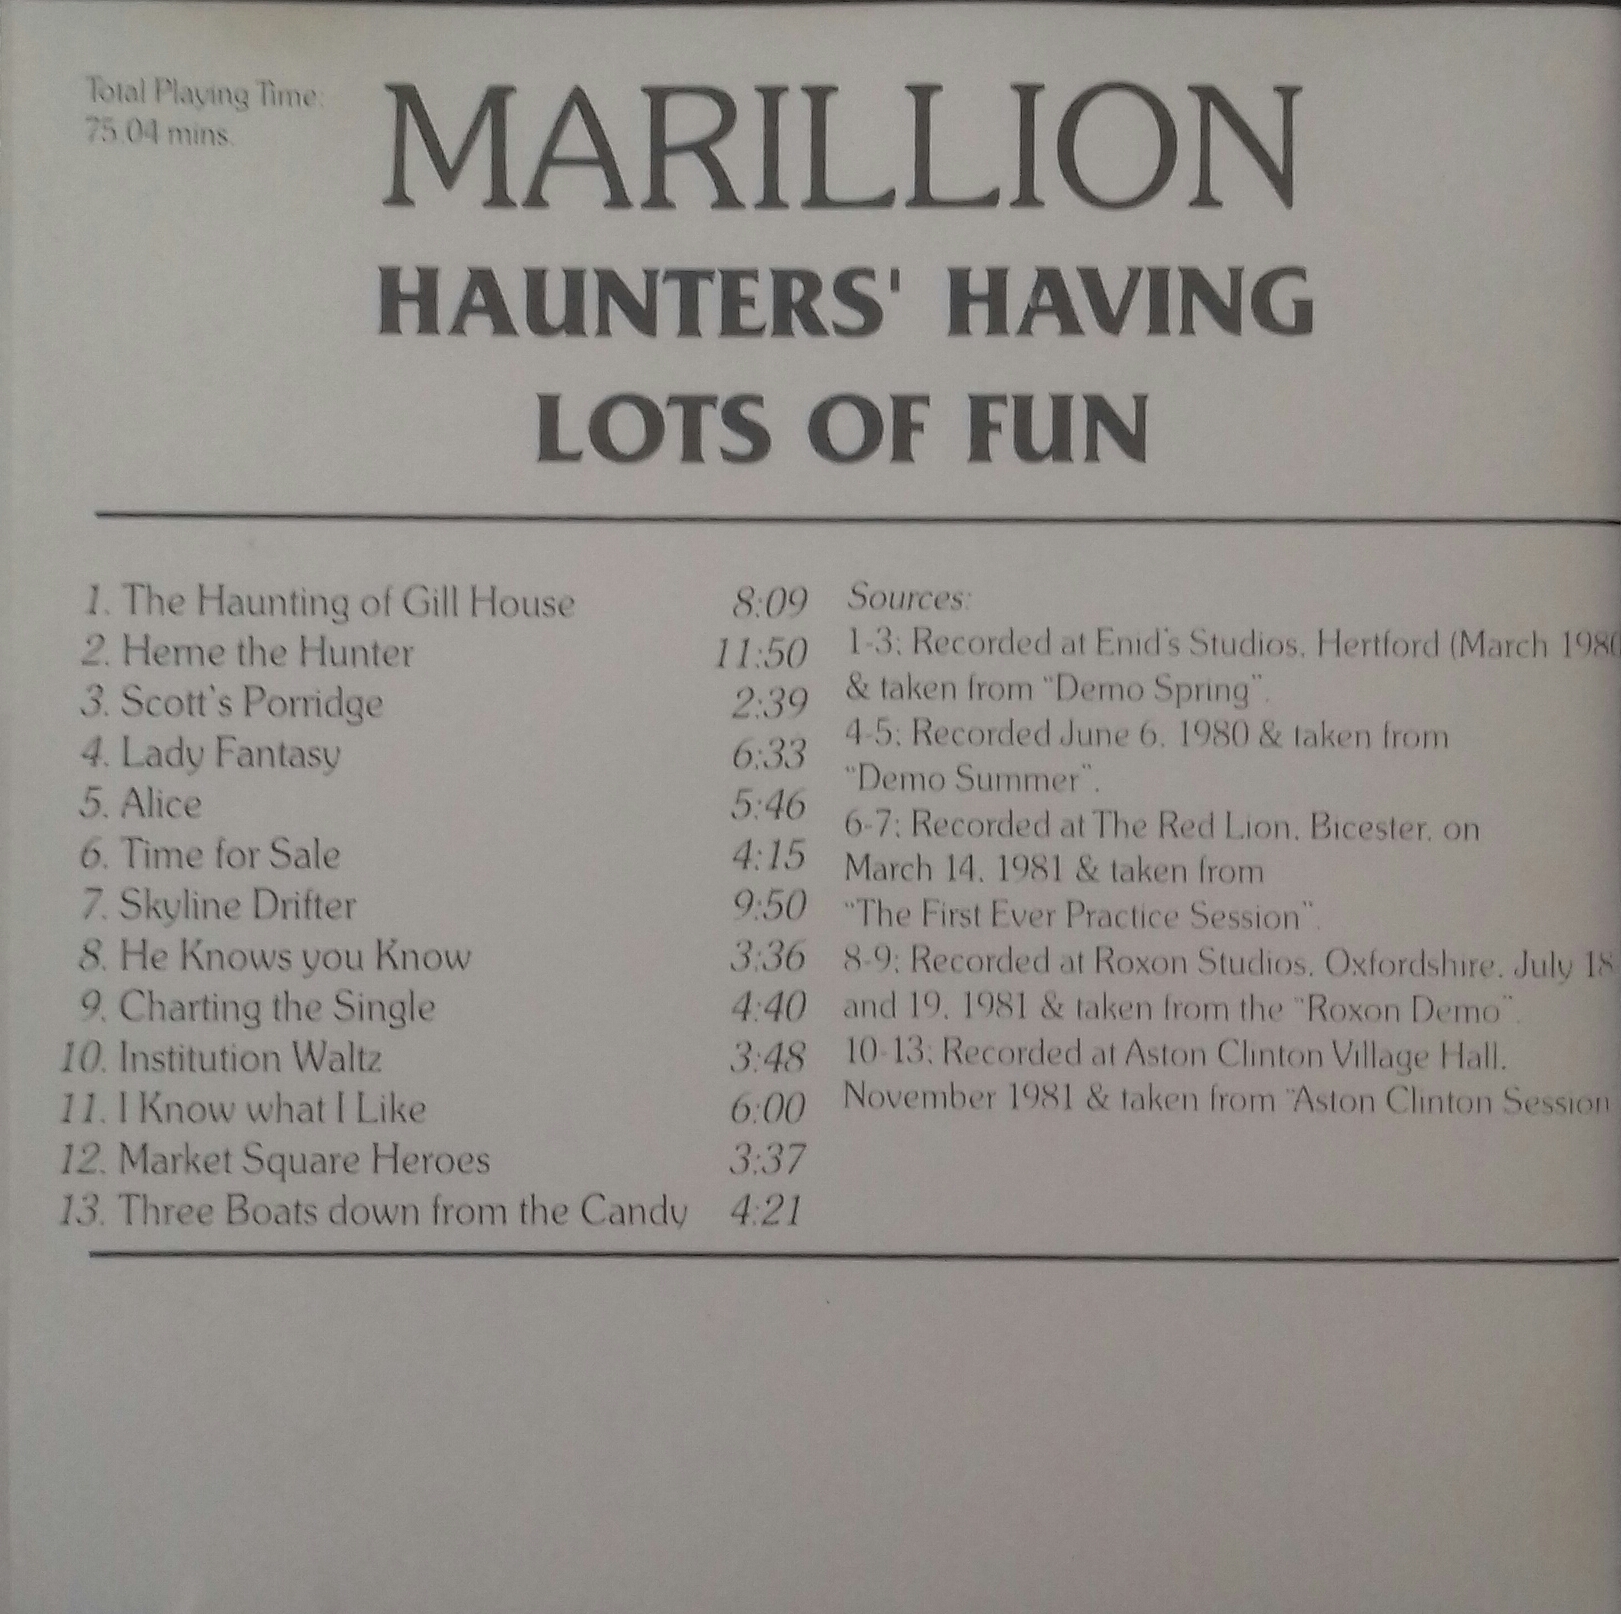 Total Playing Time:
75.04 mins.
MARILLION
HAUNTERS' HAVING
LOTS OF FUN
1. The Haunting of Gill House 8:09
2. Herne the Hunter 11:50
3. Scott's Porridge 2:39
4. Lady Fantasy 6:33
5. Alice 5:46
6. Time for Sale 4:15
7. Skyline Drifter 9:50
8. He Knows you Know 3:36
9. Charting the Single 4:40
10. Institution Waltz 3:48
11. I Know what I Like 6:00
12. Market Square Heroes 3:37
13. Three Boats down from the Candy 4:21
Sources:
1-3: Recorded at Enid's Studios, Hertford (March 1980
& taken from "Demo Spring".
4-5: Recorded June 6, 1980 & taken from
"Demo Summer".
6-7: Recorded at The Red Lion, Bicester, on
March 14, 1981 & taken from
"The First Ever Practice Session".
8-9: Recorded at Roxon Studios, Oxfordshire, July 18
and 19, 1981 & taken from the "Roxon Demo".
10-13: Recorded at Aston Clinton Village Hall,
November 1981 & taken from "Aston Clinton Session